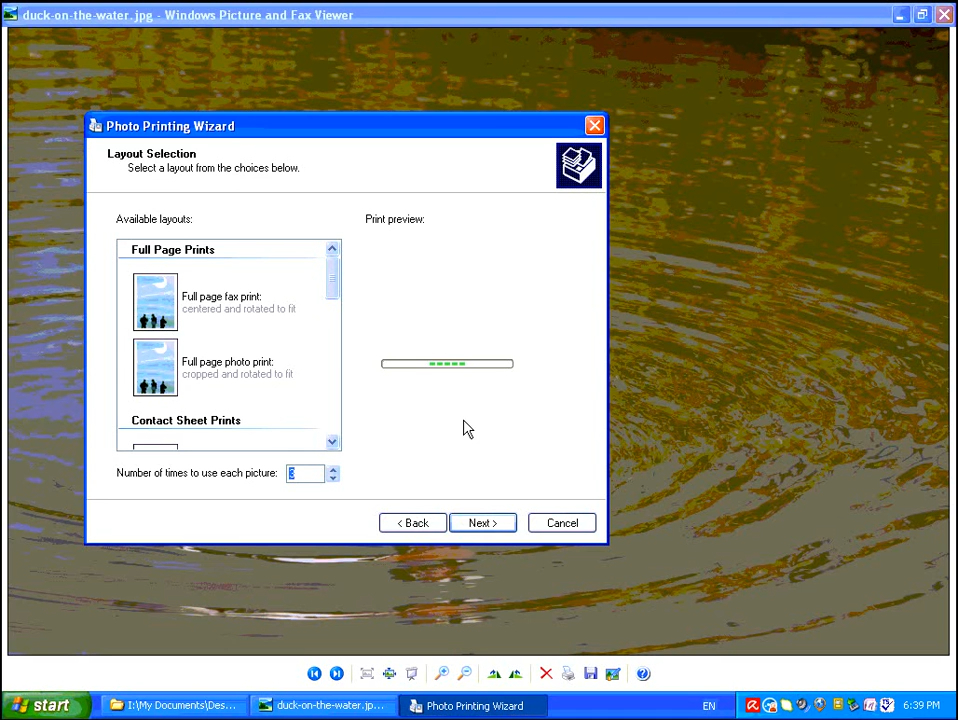 duck-on-the-water.jpg - Windows Picture and Fax Viewer
Photo Printing Wizard
Layout Selection
Select a layout from the choices below.
Available layouts:
Print preview:
Full Page Prints
Full page fax print:
centered and rotated to fit
Full page photo print:
cropped and rotated to fit
Contact Sheet Prints
Number of times to use each picture: 3
< Back Next > Cancel
start I:\My Documents\Des... duck-on-the-water.jp... Photo Printing Wizard EN 6:39 PM